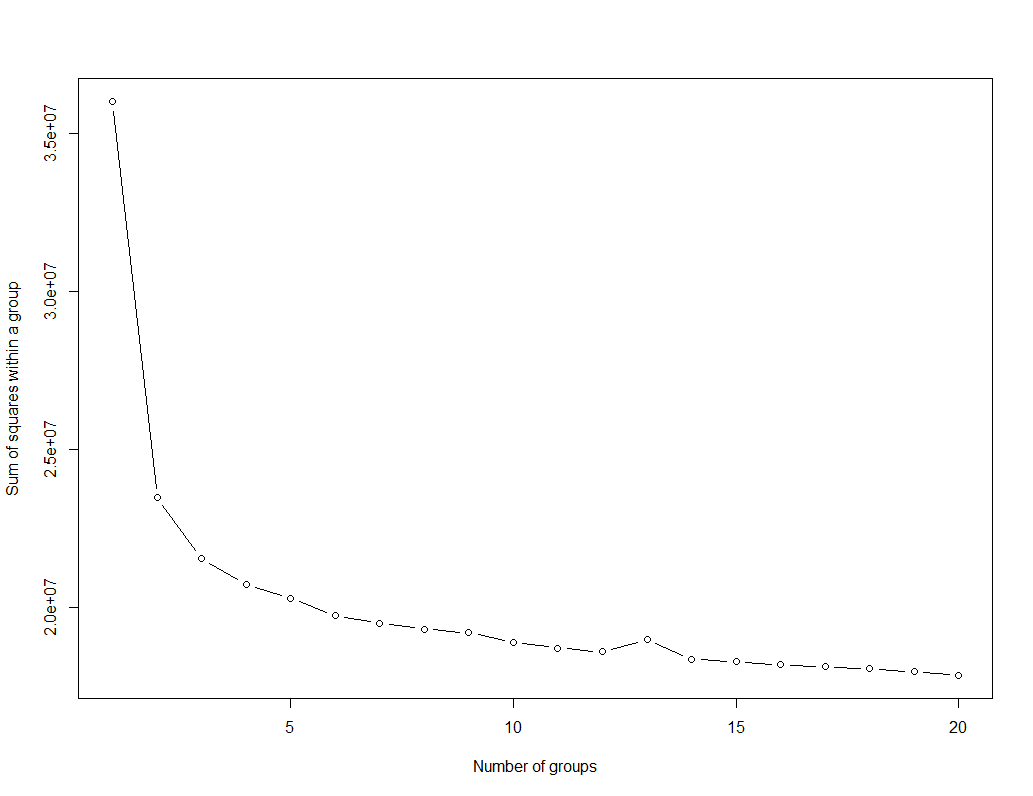 Sum of squares within a group
3.5e+07
3.0e+07
2.5e+07
2.0e+07
5
10
15
20
Number of groups